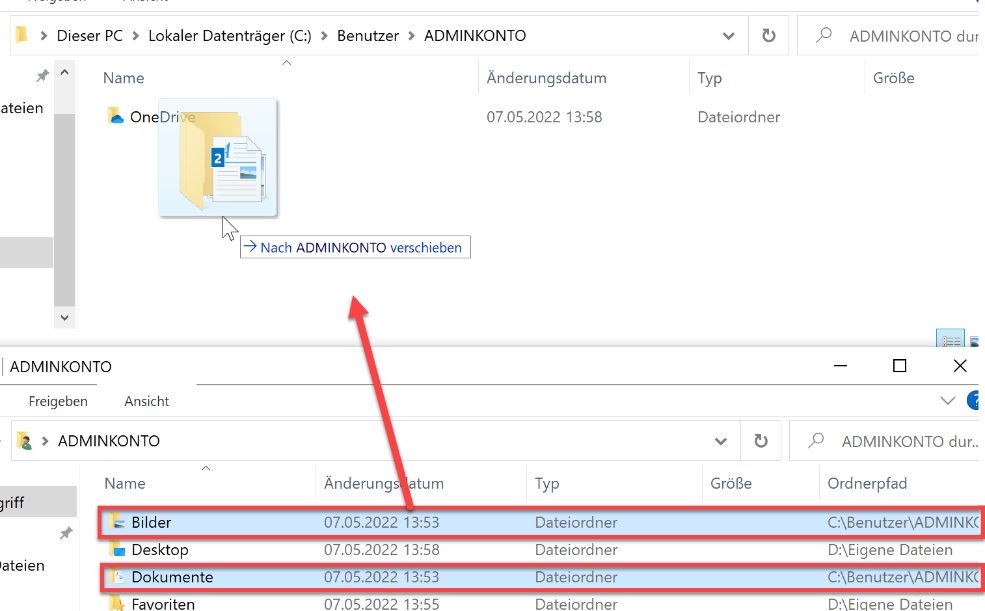 Dieser PC > Lokaler Datenträger (C:) > Benutzer > ADMINKONTO
ADMINKONTO dur
Name Änderungsdatum Typ Größe
ateien
OneDrive 07.05.2022 13:58 Dateiordner
2
→ Nach ADMINKONTO verschieben
ADMINKONTO
Freigeben Ansicht
ADMINKONTO
ADMINKONTO dur...
Name Änderungsdatum Typ Größe Ordnerpfad
griff
Bilder 07.05.2022 13:53 Dateiordner C:\Benutzer\ADMINKO
Desktop 07.05.2022 13:58 Dateiordner D:\Eigene Dateien
ateien
Dokumente 07.05.2022 13:53 Dateiordner C:\Benutzer\ADMINKO
Favoriten 07.05.2022 13:55 Dateiordner D:\Eigene Dateien